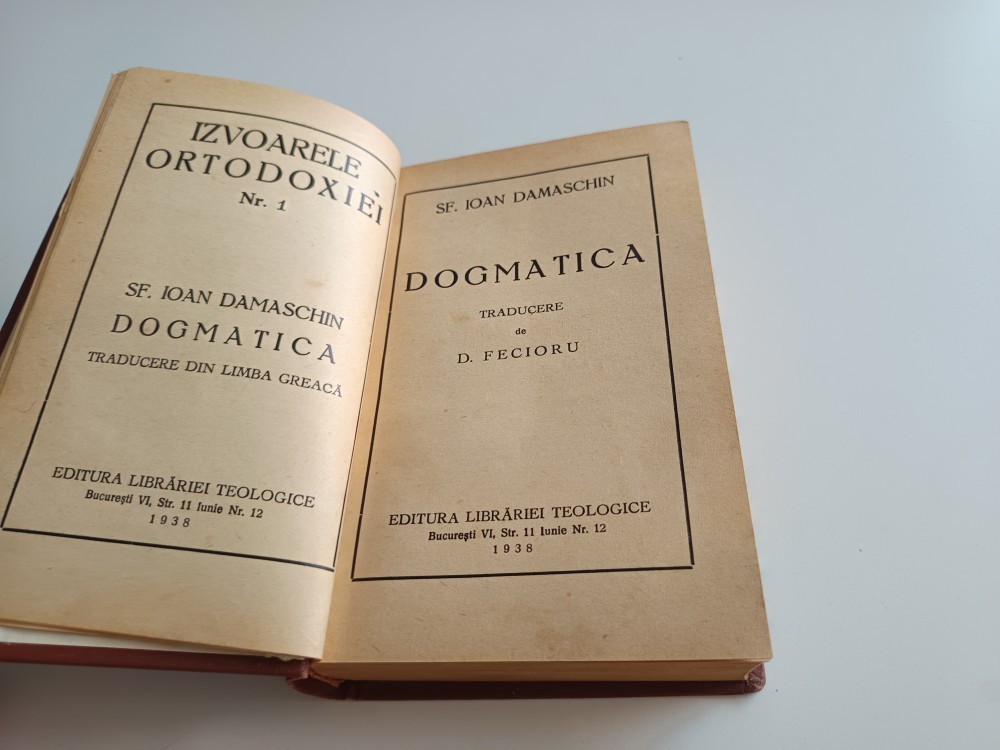 IZVOARELE
ORTODOXIEI
Nr. 1
SF. IOAN DAMASCHIN
DOGMATICA
TRADUCERE DIN LIMBA GREACĂ
EDITURA LIBRĂRIEI TEOLOGICE
București VI, Str. 11 Iunie Nr. 12
1938
SF. IOAN DAMASCHIN
DOGMATICA
TRADUCERE
de
D. FECIORU
EDITURA LIBRĂRIEI TEOLOGICE
București VI, Str. 11 Iunie Nr. 12
1938